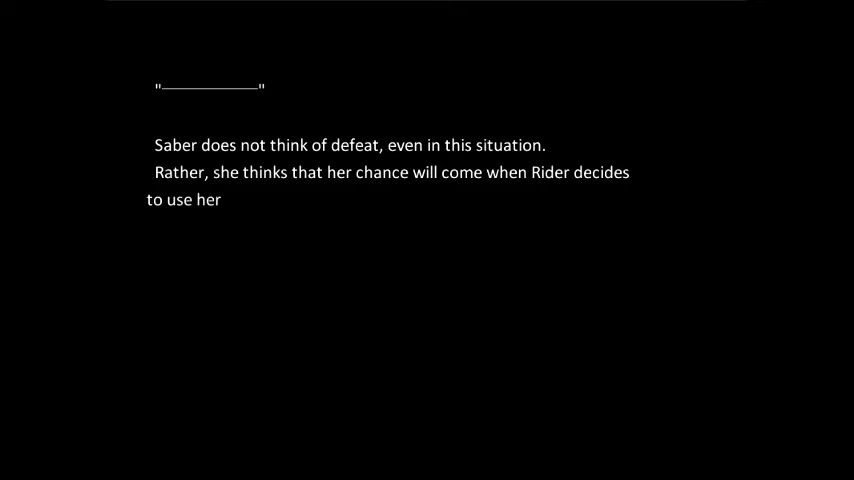 "――――――"
Saber does not think of defeat, even in this situation.
Rather, she thinks that her chance will come when Rider decides
to use her